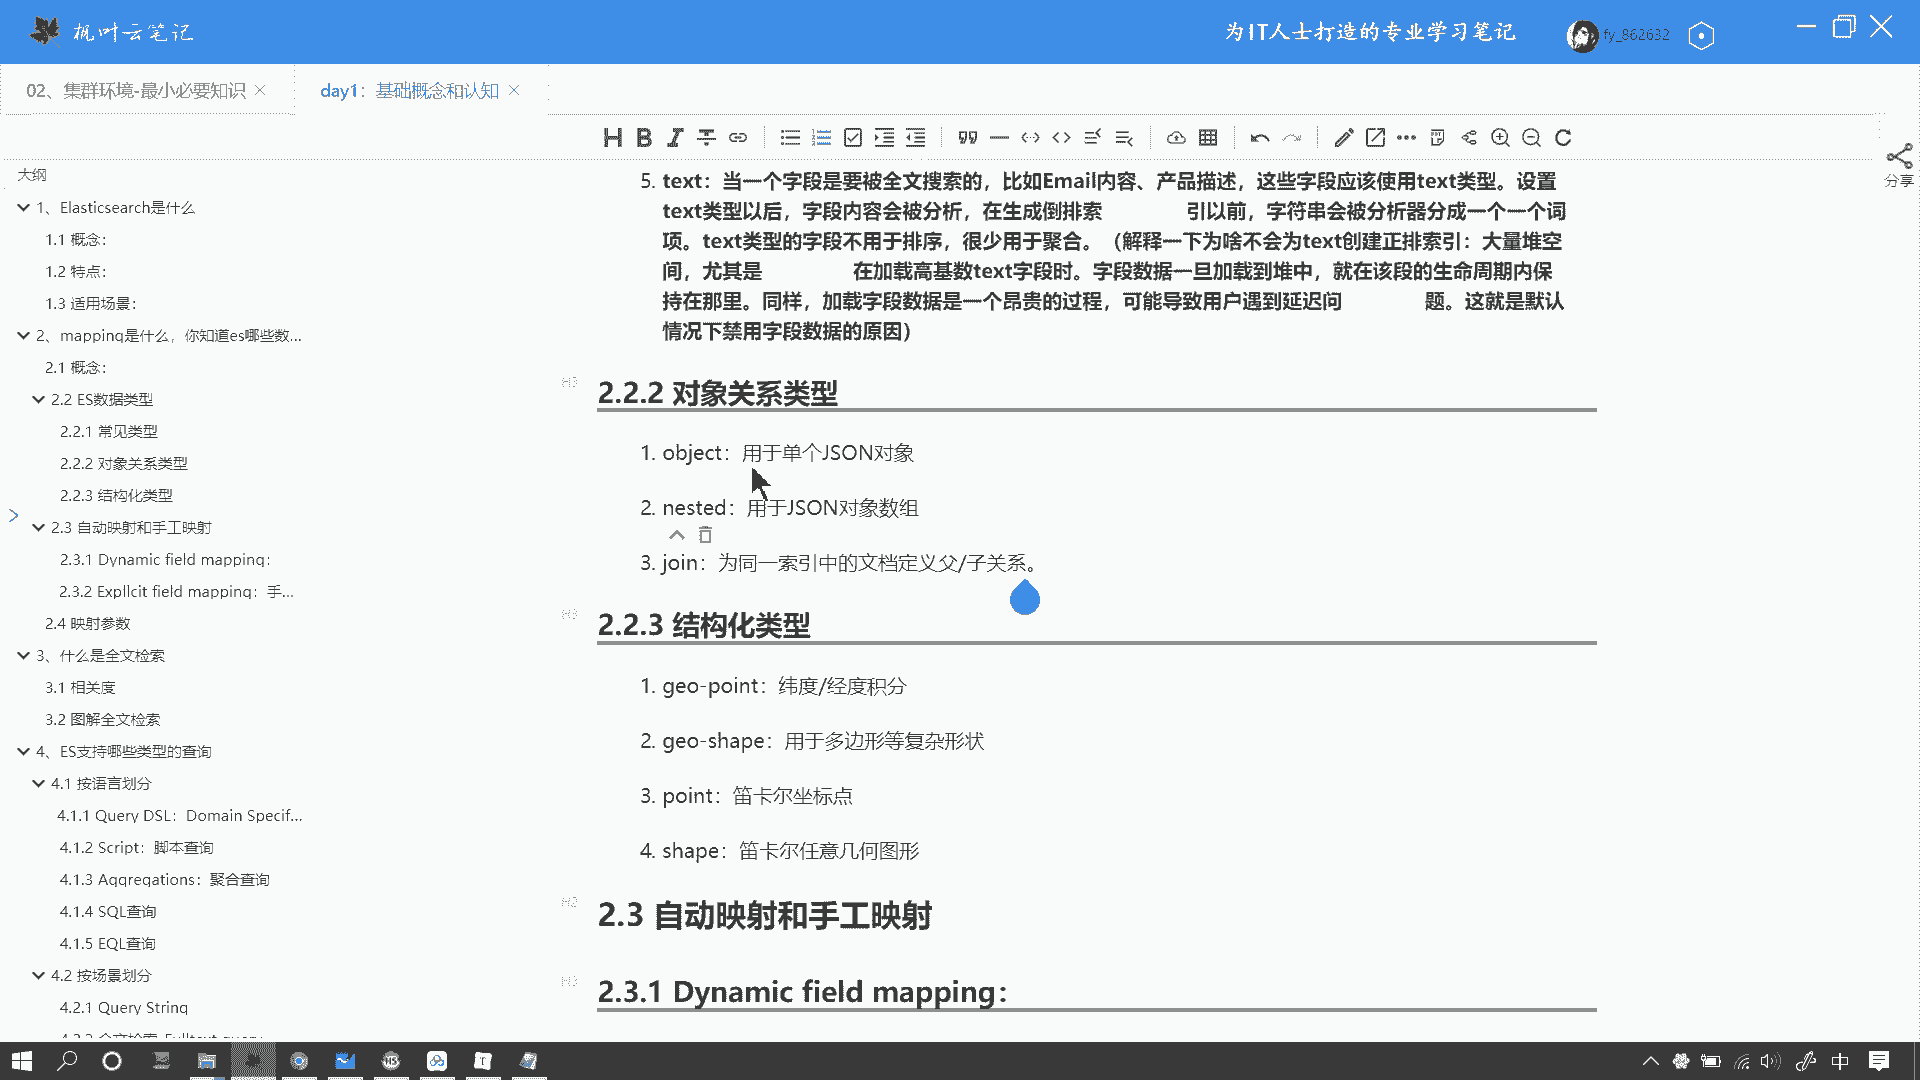 枫叶云笔记
为IT人士打造的专业学习笔记
fy_862632
02、集群环境-最小必要知识
day1：基础概念和认知
分享
大纲
1、Elasticsearch是什么
1.1 概念：
1.2 特点：
1.3 适用场景：
2、mapping是什么，你知道es哪些数...
2.1 概念：
2.2 ES数据类型
2.2.1 常见类型
2.2.2 对象关系类型
2.2.3 结构化类型
2.3 自动映射和手工映射
2.3.1 Dynamic field mapping：
2.3.2 Expllcit field mapping：手...
2.4 映射参数
3、什么是全文检索
3.1 相关度
3.2 图解全文检索
4、ES支持哪些类型的查询
4.1 按语言划分
4.1.1 Query DSL：Domain Specif...
4.1.2 Script：脚本查询
4.1.3 Aggregations：聚合查询
4.1.4 SQL查询
4.1.5 EQL查询
4.2 按场景划分
4.2.1 Query String
5. text：当一个字段是要被全文搜索的，比如Email内容、产品描述，这些字段应该使用text类型。设置
text类型以后，字段内容会被分析，在生成倒排索 引以前，字符串会被分析器分成一个一个词
项。text类型的字段不用于排序，很少用于聚合。（解释一下为啥不会为text创建正排索引：大量堆空
间，尤其是 在加载高基数text字段时。字段数据一旦加载到堆中，就在该段的生命周期内保
持在那里。同样，加载字段数据是一个昂贵的过程，可能导致用户遇到延迟问 题。这就是默认
情况下禁用字段数据的原因）
2.2.2 对象关系类型
1. object：用于单个JSON对象
2. nested：用于JSON对象数组
3. join：为同一索引中的文档定义父/子关系。
2.2.3 结构化类型
1. geo-point：纬度/经度积分
2. geo-shape：用于多边形等复杂形状
3. point：笛卡尔坐标点
4. shape：笛卡尔任意几何图形
2.3 自动映射和手工映射
2.3.1 Dynamic field mapping：
中